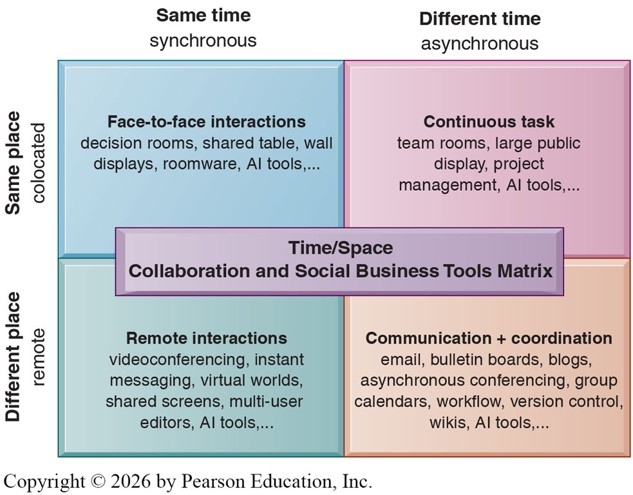 Same time
synchronous
Different time
asynchronous
Same place
colocated
Face-to-face interactions
decision rooms, shared table, wall
displays, roomware, AI tools,...
Continuous task
team rooms, large public
display, project
management, AI tools,...
Time/Space
Collaboration and Social Business Tools Matrix
Different place
remote
Remote interactions
videoconferencing, instant
messaging, virtual worlds,
shared screens, multi-user
editors, AI tools,...
Communication + coordination
email, bulletin boards, blogs,
asynchronous conferencing, group
calendars, workflow, version control,
wikis, AI tools,...
Copyright © 2026 by Pearson Education, Inc.